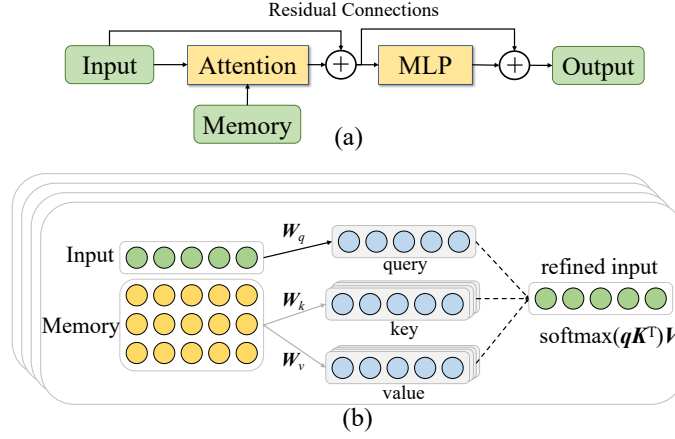 Residual Connections
Input
Attention
+
MLP
+
Output
Memory
(a)
Input
W_q
query
refined input
Memory
W_k
key
softmax(qK^T)V
W_v
value
(b)